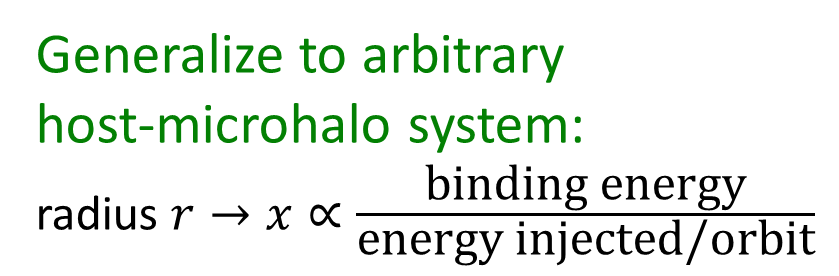 Generalize to arbitrary
host-microhalo system:
radius r → x ∝ binding energy / energy injected/orbit